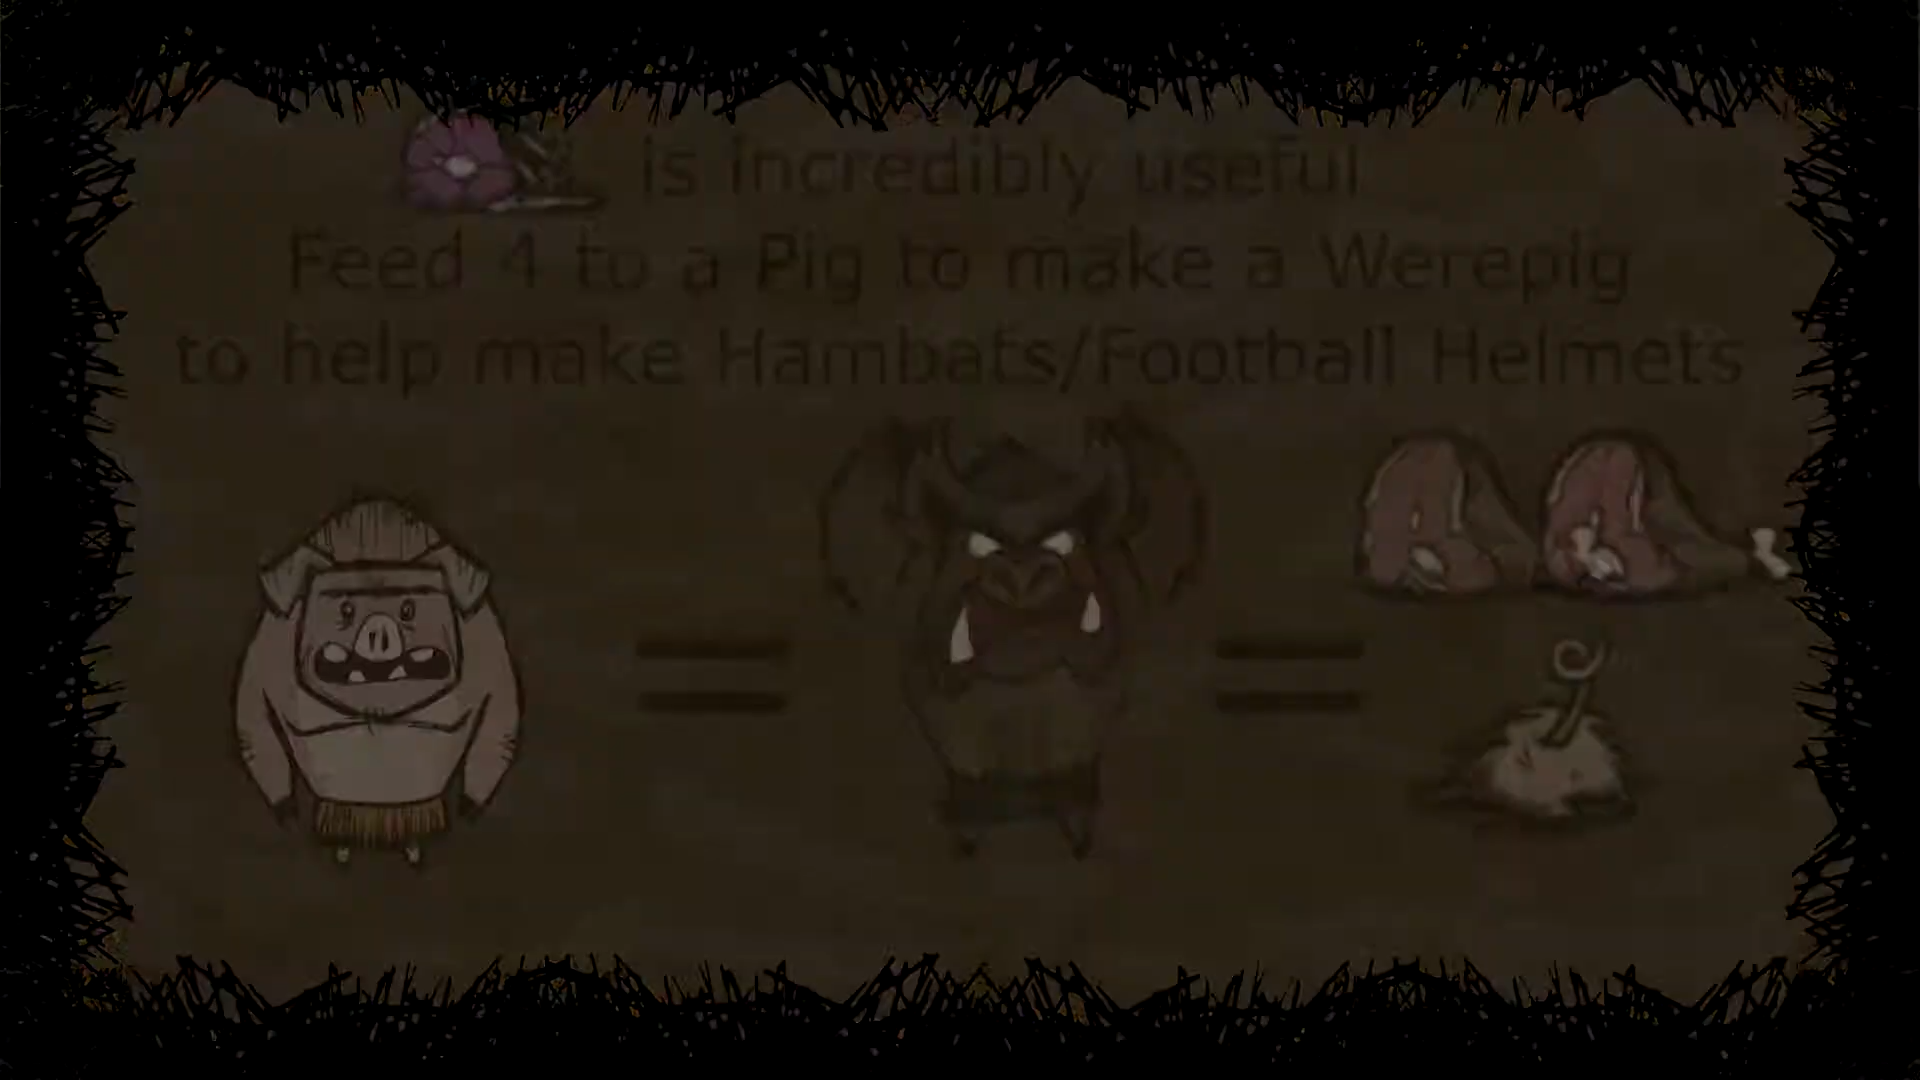 is incredibly useful
Feed 4 to a Pig to make a Werepig
to help make Hambats/Football Helmets